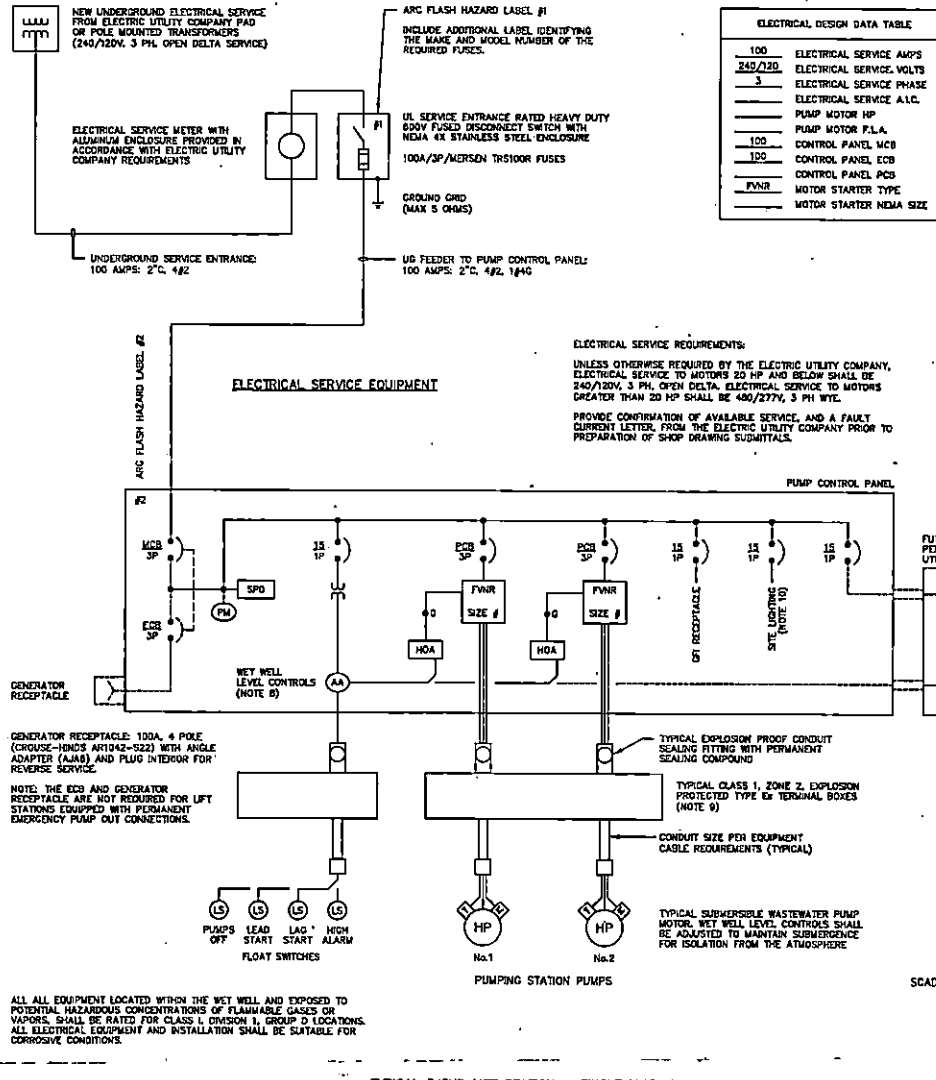 NEW UNDERGROUND ELECTRICAL SERVICE
FROM ELECTRIC UTILITY COMPANY PAD
OR POLE MOUNTED TRANSFORMERS
(240/120V, 3 PH, OPEN DELTA SERVICE)
ARC FLASH HAZARD LABEL #1
INCLUDE ADDITIONAL LABEL IDENTIFYING
THE MAKE AND MODEL NUMBER OF THE
REQUIRED FUSES.
ELECTRICAL DESIGN DATA TABLE
100 ELECTRICAL SERVICE AMPS
240/120 ELECTRICAL SERVICE VOLTS
3 ELECTRICAL SERVICE PHASE
ELECTRICAL SERVICE A.I.C.
PUMP MOTOR HP
PUMP MOTOR F.L.A.
100 CONTROL PANEL MCB
100 CONTROL PANEL ECB
CONTROL PANEL PCB
FVNR MOTOR STARTER TYPE
MOTOR STARTER NEMA SIZE
ELECTRICAL SERVICE METER WITH
ALUMINUM ENCLOSURE PROVIDED IN
ACCORDANCE WITH ELECTRIC UTILITY
COMPANY REQUIREMENTS
#1
UL SERVICE ENTRANCE RATED HEAVY DUTY
600V FUSED DISCONNECT SWITCH WITH
NEMA 4X STAINLESS STEEL ENCLOSURE
100A/3P/MERSEN TRS100R FUSES
GROUND GRID
(MAX 5 OHMS)
UNDERGROUND SERVICE ENTRANCE:
100 AMPS: 2"C, 4#2
UG FEEDER TO PUMP CONTROL PANEL:
100 AMPS: 2"C, 4#2, 1#4G
ARC FLASH HAZARD LABEL #2
ELECTRICAL SERVICE EQUIPMENT
ELECTRICAL SERVICE REQUIREMENTS:
UNLESS OTHERWISE REQUIRED BY THE ELECTRIC UTILITY COMPANY,
ELECTRICAL SERVICE TO MOTORS 20 HP AND BELOW SHALL BE
240/120V, 3 PH, OPEN DELTA. ELECTRICAL SERVICE TO MOTORS
GREATER THAN 20 HP SHALL BE 480/277V, 3 PH WYE.
PROVIDE CONFIRMATION OF AVAILABLE SERVICE, AND A FAULT
CURRENT LETTER, FROM THE ELECTRIC UTILITY COMPANY PRIOR TO
PREPARATION OF SHOP DRAWING SUBMITTALS.
PUMP CONTROL PANEL
#2
MCB
3P
15
1P
PCB
3P
PCB
3P
15
1P
15
1P
15
1P
SPD
PM
ECB
3P
FVNR
SIZE #
FVNR
SIZE #
G
G
HOA
HOA
GFI RECEPTACLE
SITE LIGHTING
(NOTE 10)
WET WELL
LEVEL CONTROLS
(NOTE 8)
AA
GENERATOR
RECEPTACLE
GENERATOR RECEPTACLE: 100A, 4 POLE
(CROUSE-HINDS AR1042-S22) WITH ANGLE
ADAPTER (AJA6) AND PLUG INTERIOR FOR
REVERSE SERVICE.
NOTE: THE ECB AND GENERATOR
RECEPTACLE ARE NOT REQUIRED FOR LIFT
STATIONS EQUIPPED WITH PERMANENT
EMERGENCY PUMP OUT CONNECTIONS.
TYPICAL EXPLOSION PROOF CONDUIT
SEALING FITTING WITH PERMANENT
SEALING COMPOUND
TYPICAL CLASS 1, ZONE 2, EXPLOSION
PROTECTED TYPE Ex TERMINAL BOXES
(NOTE 9)
CONDUIT SIZE PER EQUIPMENT
CABLE REQUIREMENTS (TYPICAL)
LS LS LS LS
PUMPS OFF
LEAD START
LAG START
HIGH ALARM
FLOAT SWITCHES
T M
HP
No.1
T M
HP
No.2
PUMPING STATION PUMPS
TYPICAL SUBMERSIBLE WASTEWATER PUMP
MOTOR. WET WELL LEVEL CONTROLS SHALL
BE ADJUSTED TO MAINTAIN SUBMERGENCE
FOR ISOLATION FROM THE ATMOSPHERE
SCAD
ALL ALL EQUIPMENT LOCATED WITHIN THE WET WELL AND EXPOSED TO
POTENTIAL HAZARDOUS CONCENTRATIONS OF FLAMMABLE GASES OR
VAPORS, SHALL BE RATED FOR CLASS I, DIVISION 1, GROUP D LOCATIONS.
ALL ELECTRICAL EQUIPMENT AND INSTALLATION SHALL BE SUITABLE FOR
CORROSIVE CONDITIONS.